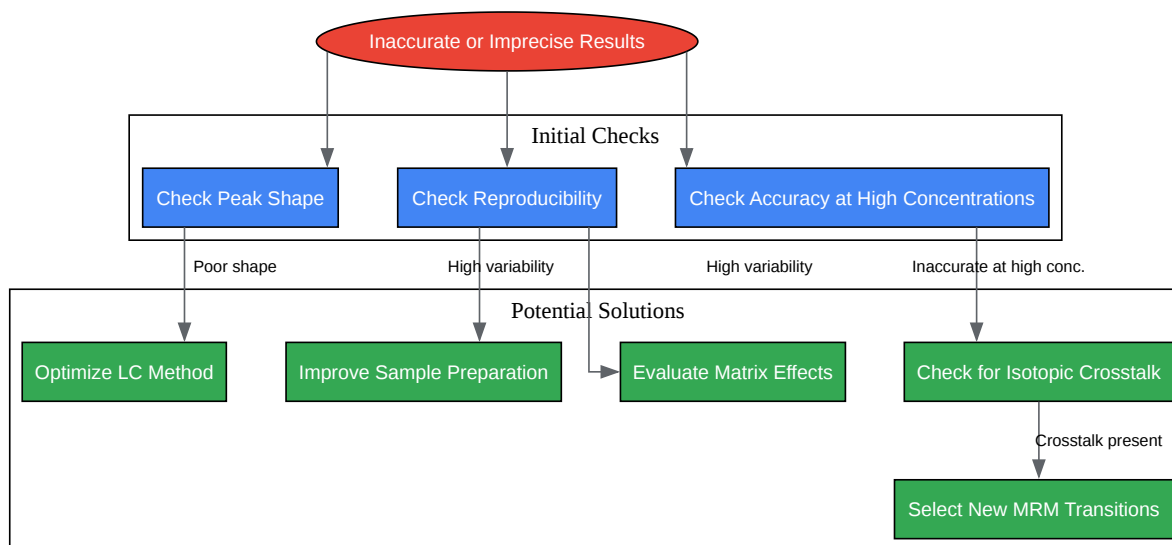 Inaccurate or Imprecise Results
Initial Checks
Check Peak Shape
Check Reproducibility
Check Accuracy at High Concentrations
Poor shape
High variability
High variability
Inaccurate at high conc.
Potential Solutions
Optimize LC Method
Improve Sample Preparation
Evaluate Matrix Effects
Check for Isotopic Crosstalk
Crosstalk present
Select New MRM Transitions